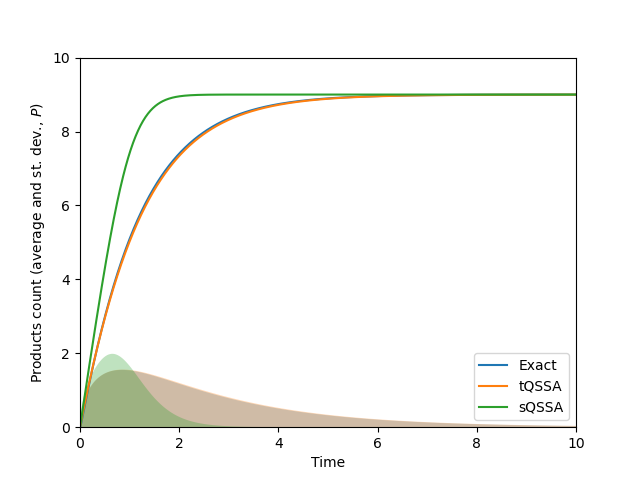 10
8
6
4
2
0
Products count (average and st. dev., P)
0 2 4 6 8 10
Time
Exact
tQSSA
sQSSA